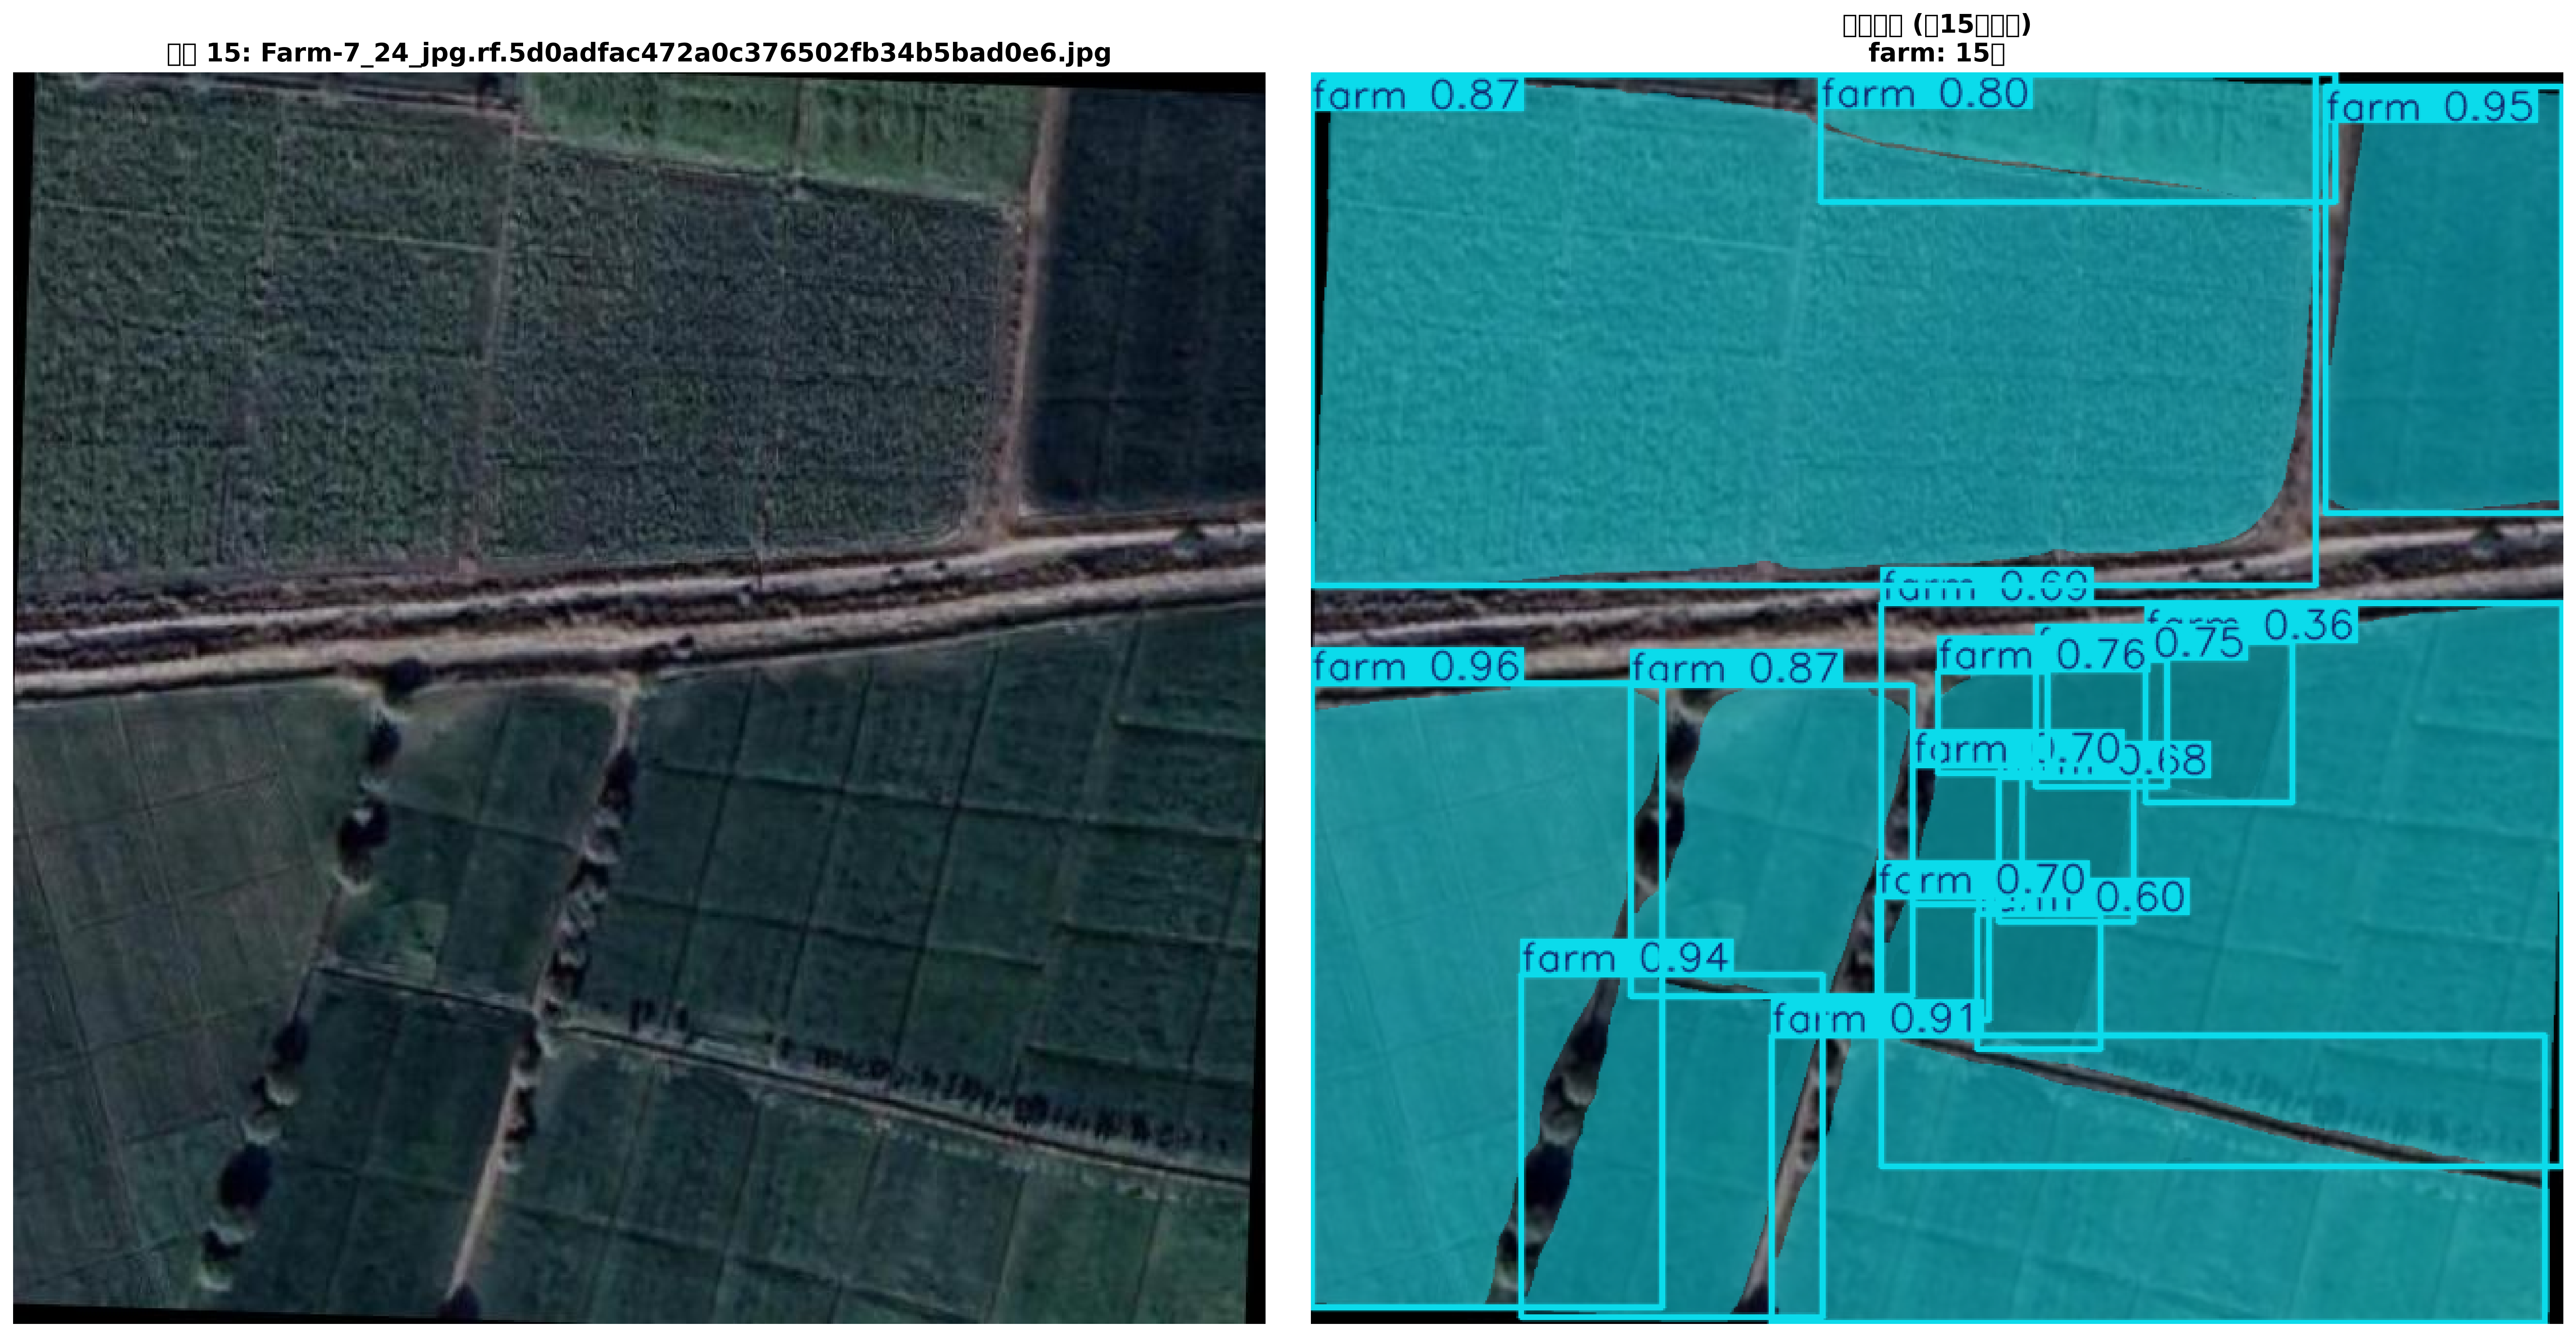 15: Farm-7_24_jpg.rf.5d0adfac472a0c376502fb34b5bad0e6.jpg
(15)
farm: 15
farm 0.87
farm 0.80
farm 0.95
farm 0.69
farm 0.36
0.75
farm 0.76
farm 0.96
farm 0.87
farm 0.70
0.68
farm 0.70
0.60
farm 0.94
farm 0.91